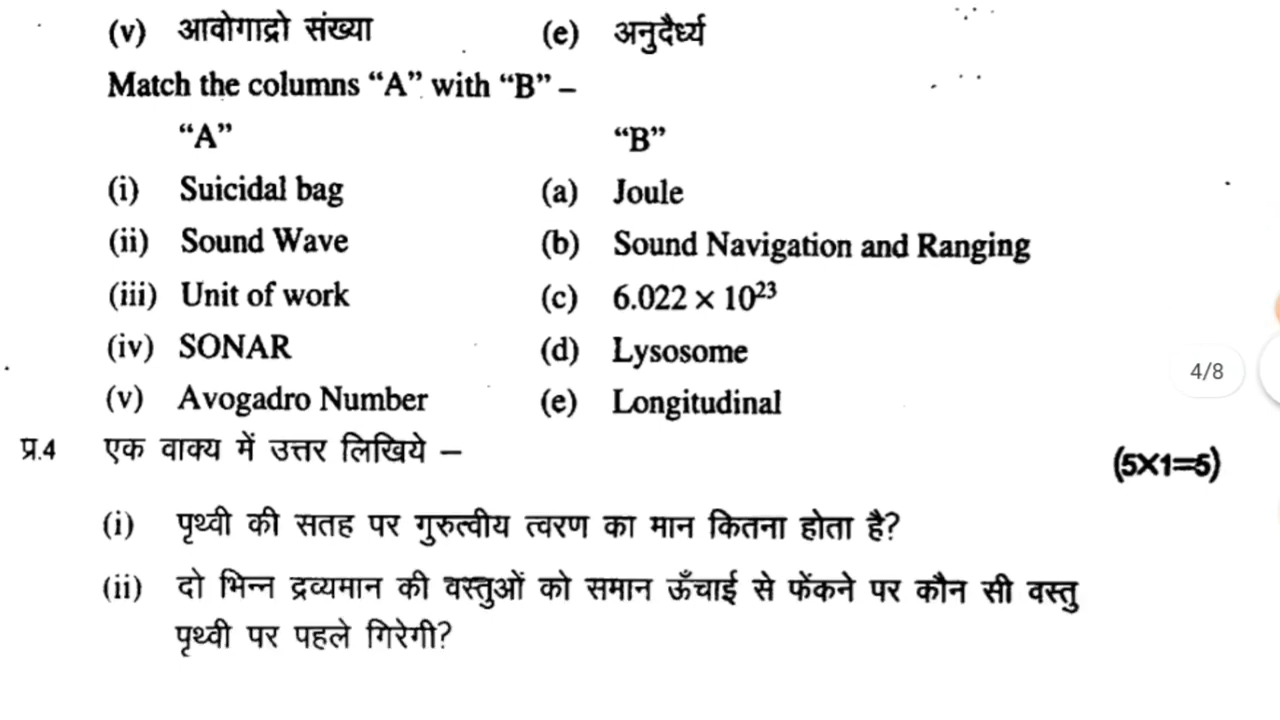 (v) आवोगाद्रो संख्या (e) अनुदैर्ध्य
Match the columns “A” with “B” –
“A” “B”
(i) Suicidal bag (a) Joule
(ii) Sound Wave (b) Sound Navigation and Ranging
(iii) Unit of work (c) 6.022 × 10²³
(iv) SONAR (d) Lysosome
(v) Avogadro Number (e) Longitudinal
4/8
प्र.4 एक वाक्य में उत्तर लिखिये – (5×1=5)
(i) पृथ्वी की सतह पर गुरुत्वीय त्वरण का मान कितना होता है?
(ii) दो भिन्न द्रव्यमान की वस्तुओं को समान ऊँचाई से फेंकने पर कौन सी वस्तु
पृथ्वी पर पहले गिरेगी?